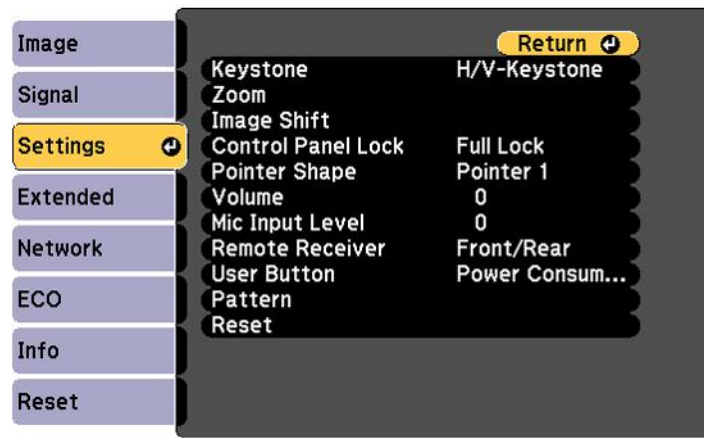 Image
Signal
Settings
Extended
Network
ECO
Info
Reset
Return
Keystone H/V-Keystone
Zoom
Image Shift
Control Panel Lock Full Lock
Pointer Shape Pointer 1
Volume 0
Mic Input Level 0
Remote Receiver Front/Rear
User Button Power Consum...
Pattern
Reset